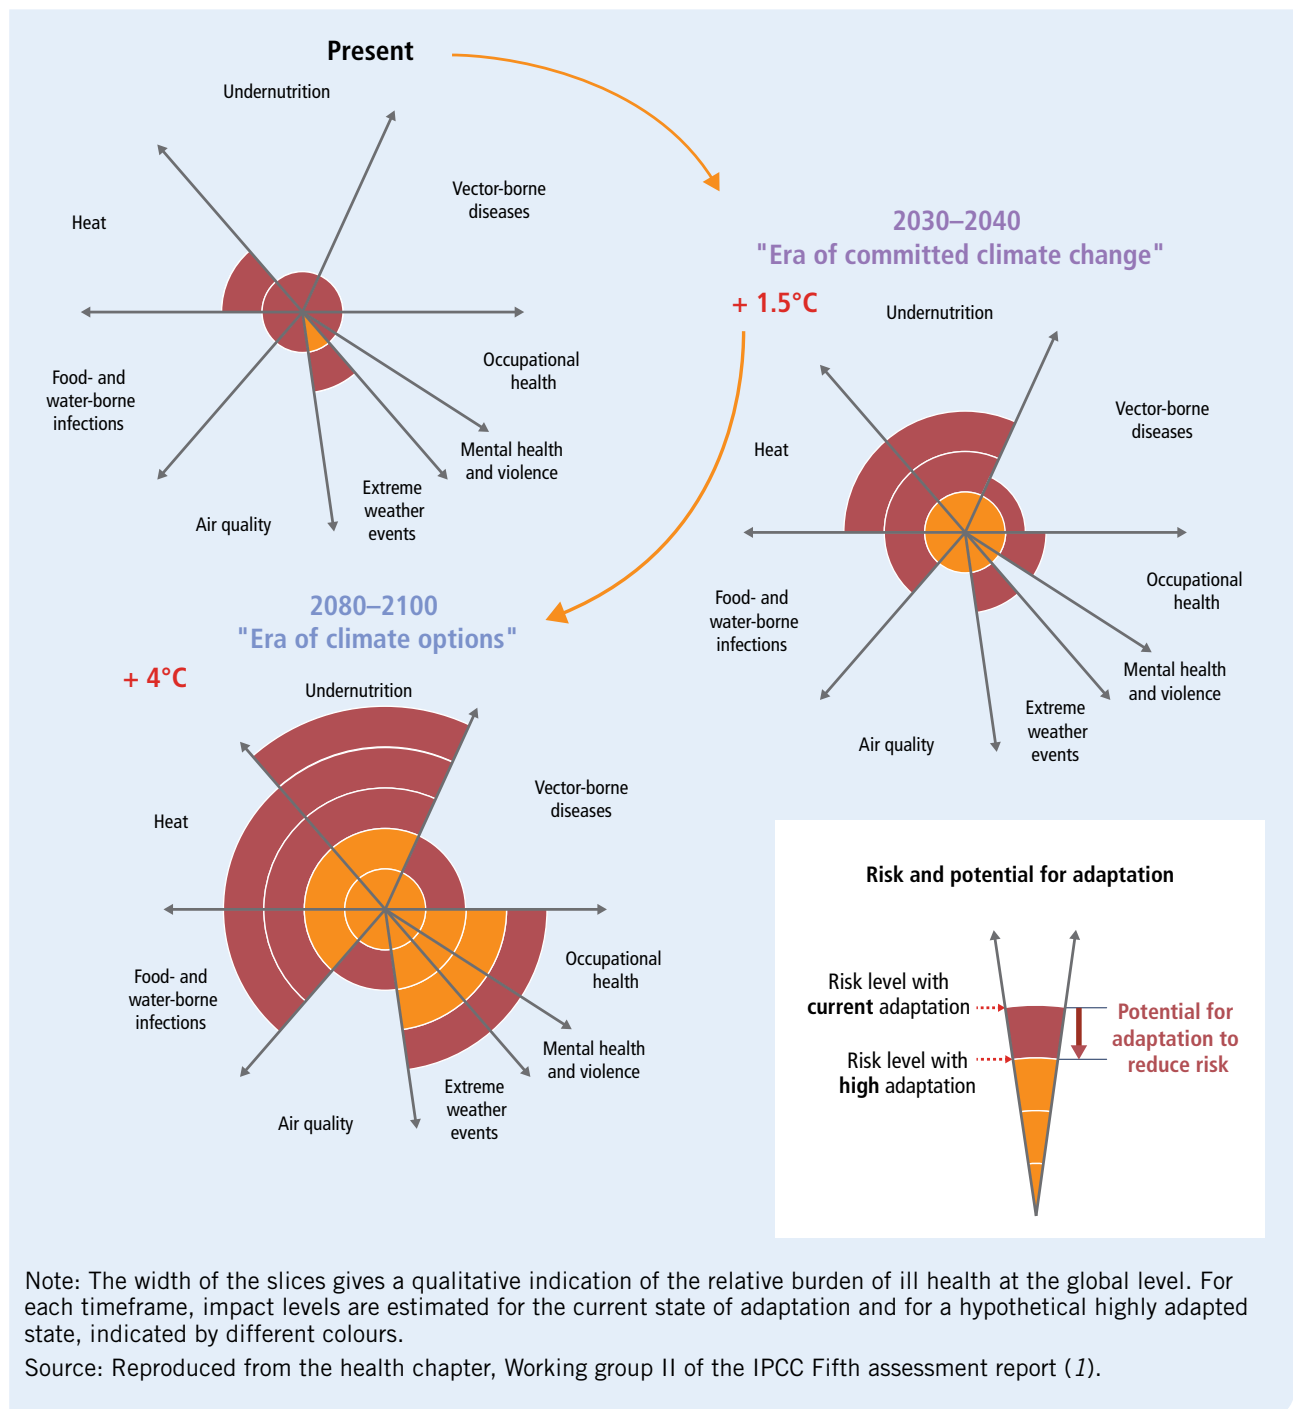 Present
Undernutrition
Vector-borne
diseases
Heat
Occupational
health
Food- and
water-borne
infections
Mental health
and violence
Extreme
weather
events
Air quality
2030–2040
"Era of committed climate change"
+ 1.5°C
Undernutrition
Vector-borne
diseases
Heat
Occupational
health
Food- and
water-borne
infections
Mental health
and violence
Extreme
weather
events
Air quality
2080–2100
"Era of climate options"
+ 4°C
Undernutrition
Vector-borne
diseases
Heat
Occupational
health
Food- and
water-borne
infections
Mental health
and violence
Extreme
weather
events
Air quality
Risk and potential for adaptation
Risk level with
current adaptation
Potential for
adaptation to
reduce risk
Risk level with
high adaptation
Note: The width of the slices gives a qualitative indication of the relative burden of ill health at the global level. For
each timeframe, impact levels are estimated for the current state of adaptation and for a hypothetical highly adapted
state, indicated by different colours.
Source: Reproduced from the health chapter, Working group II of the IPCC Fifth assessment report (1).